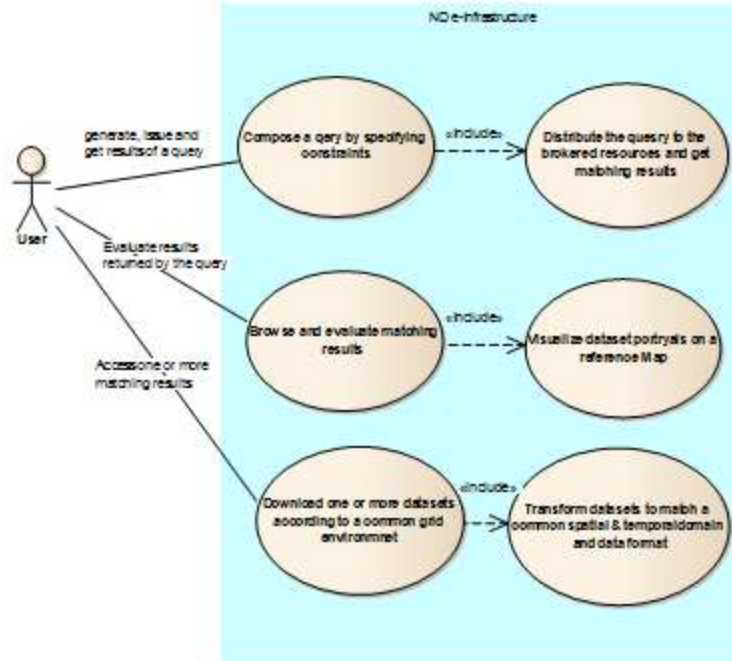 NO e-Infrastructure
generate, issue and
get results of a query
Compose a qery by specifying
constraints
«include»
Distribute the quesry to the
brokered resources and get
matching results
User
Evaluate results
returned by the query
Browse and evaluate matching
results
«include»
Visualize dataset portryals on a
reference Map
Access one or more
matching results
Download one or more datasets
according to a common grid
environmnet
«include»
Transform datasets to match a
common spatial & temporal domain
and data format